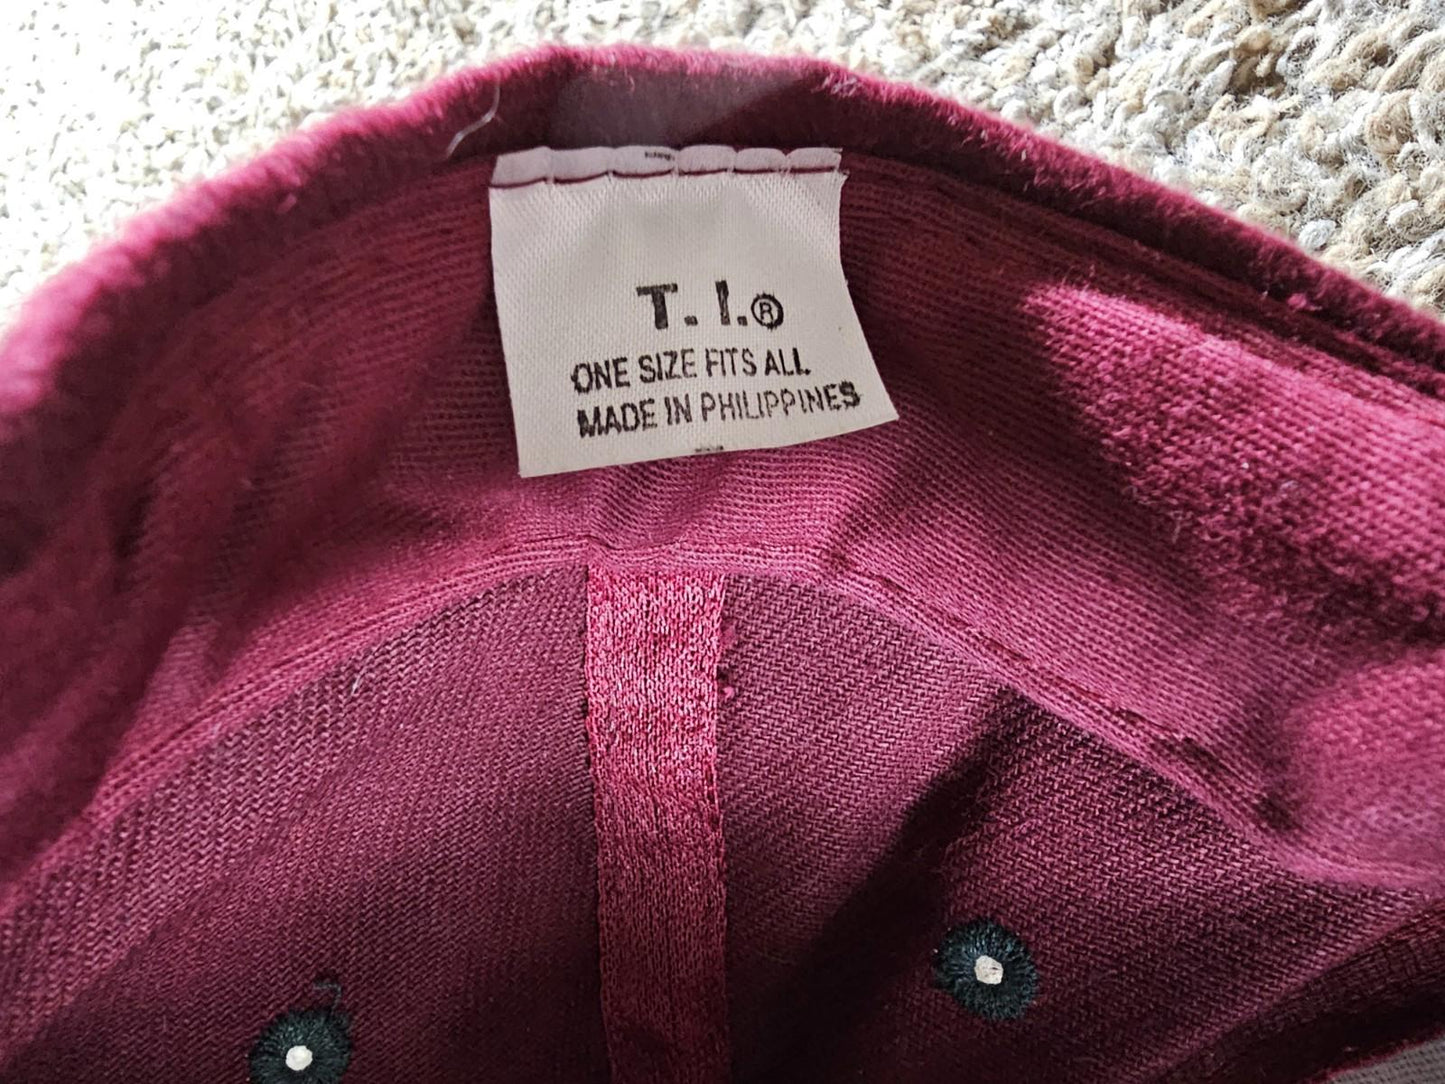 T. I.®
ONE SIZE FITS ALL
MADE IN PHILIPPINES